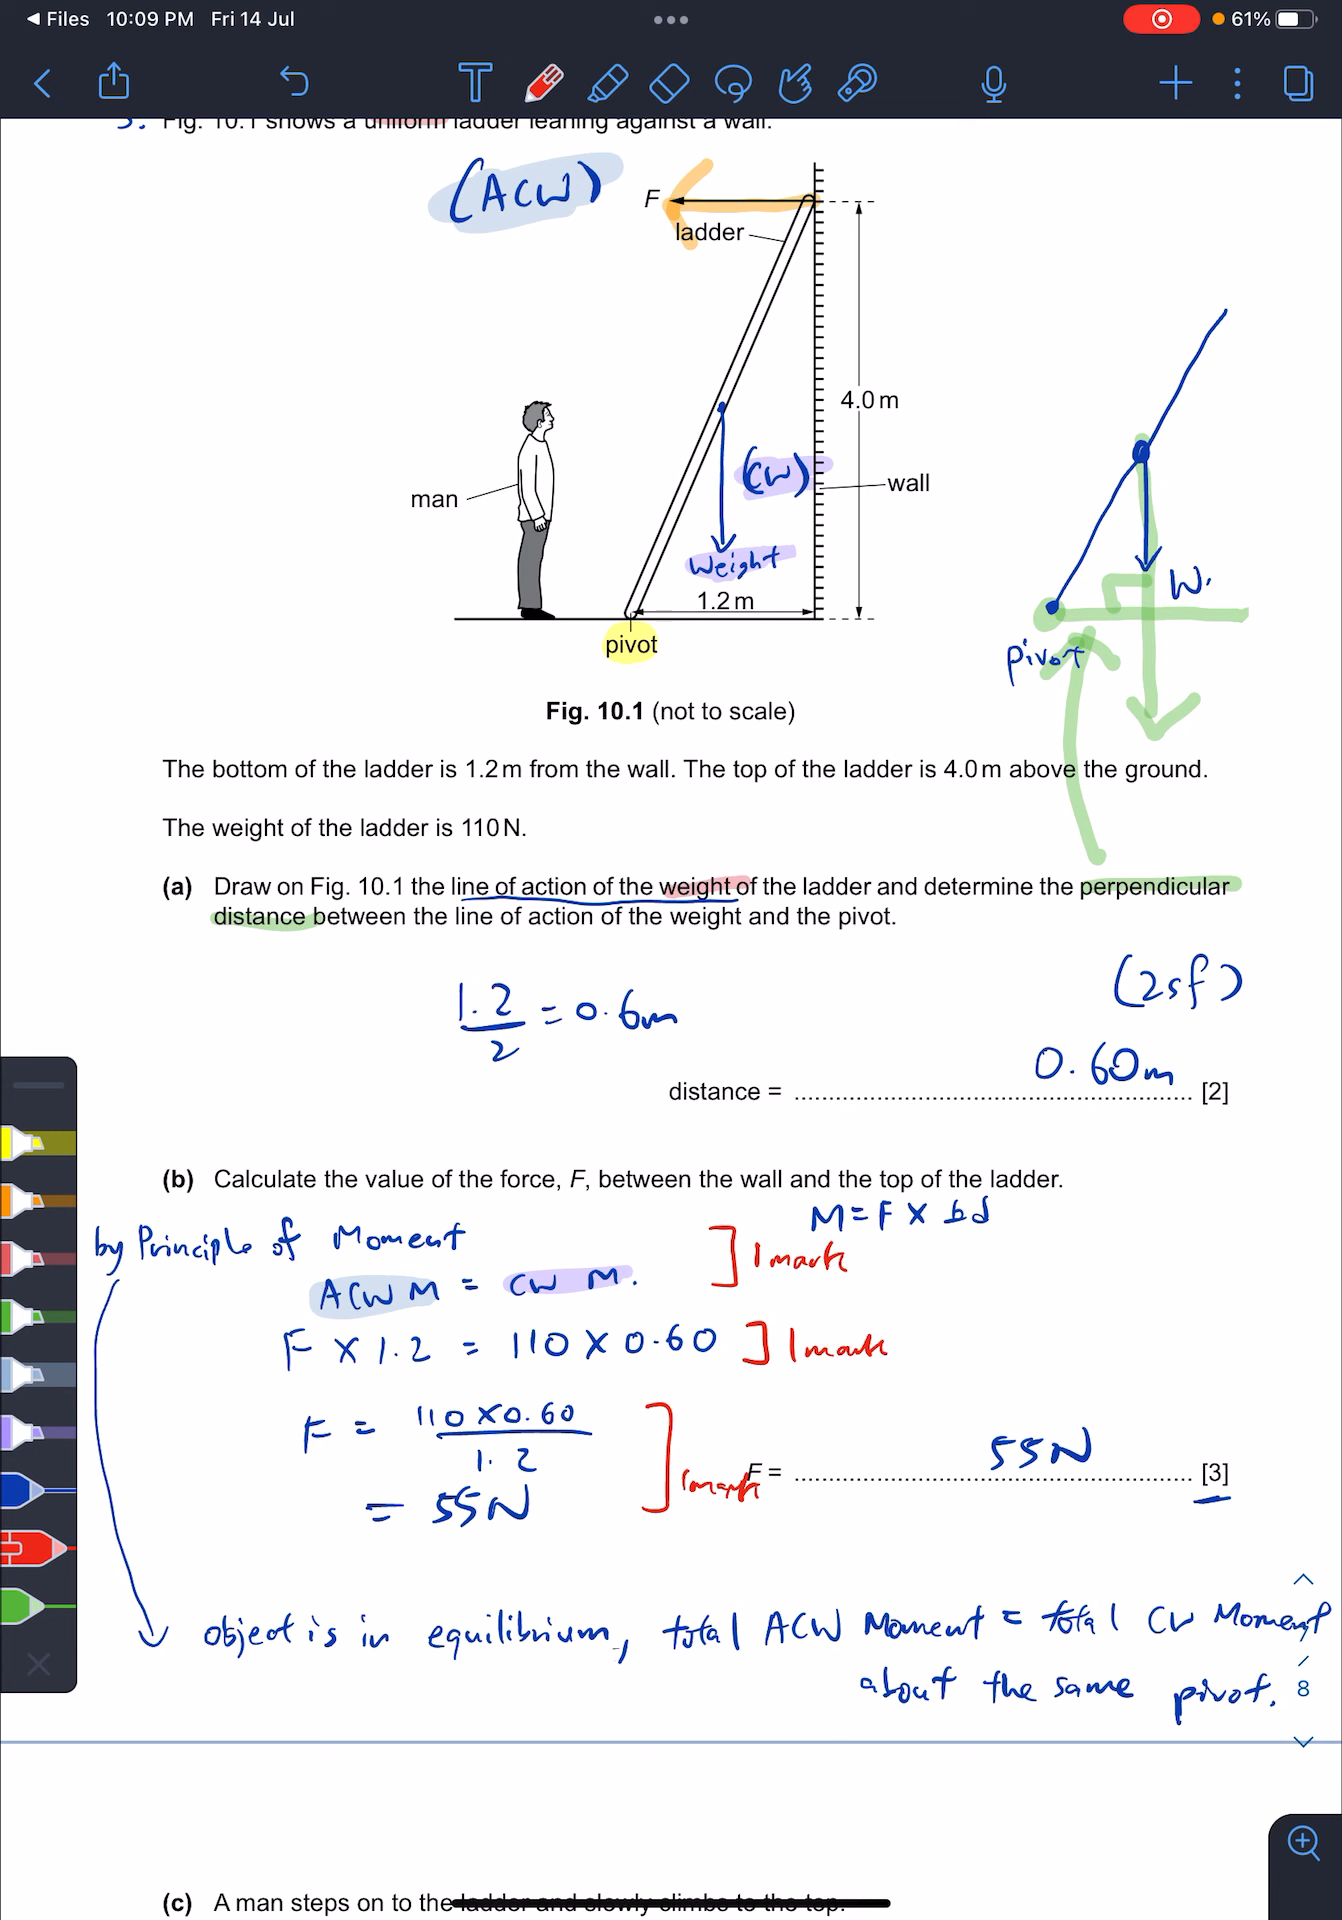 Files 10:09 PM Fri 14 Jul
61%
3. Fig. 10.1 shows a uniform ladder leaning against a wall.
(ACW)
F
ladder
4.0 m
(CW)
man
wall
Weight
1.2 m
pivot
W.
pivot
Fig. 10.1 (not to scale)
The bottom of the ladder is 1.2 m from the wall. The top of the ladder is 4.0 m above the ground.
The weight of the ladder is 110 N.
(a) Draw on Fig. 10.1 the line of action of the weight of the ladder and determine the perpendicular
distance between the line of action of the weight and the pivot.
1.2
2
= 0.6m
(2sf)
0.60m
distance = [2]
(b) Calculate the value of the force, F, between the wall and the top of the ladder.
M = F X ⊥d
by Principle of Moment
1 mark
ACW M = CW M.
F X 1.2 = 110 X 0.60 1 mark
F = 110 X 0.60
1.2
55N
F = [3]
= 55N
1 mark
object is in equilibrium, total ACW Moment = total CW Moment
about the same pivot.
8
(c) A man steps on to the ladder and slowly climbs to the top.